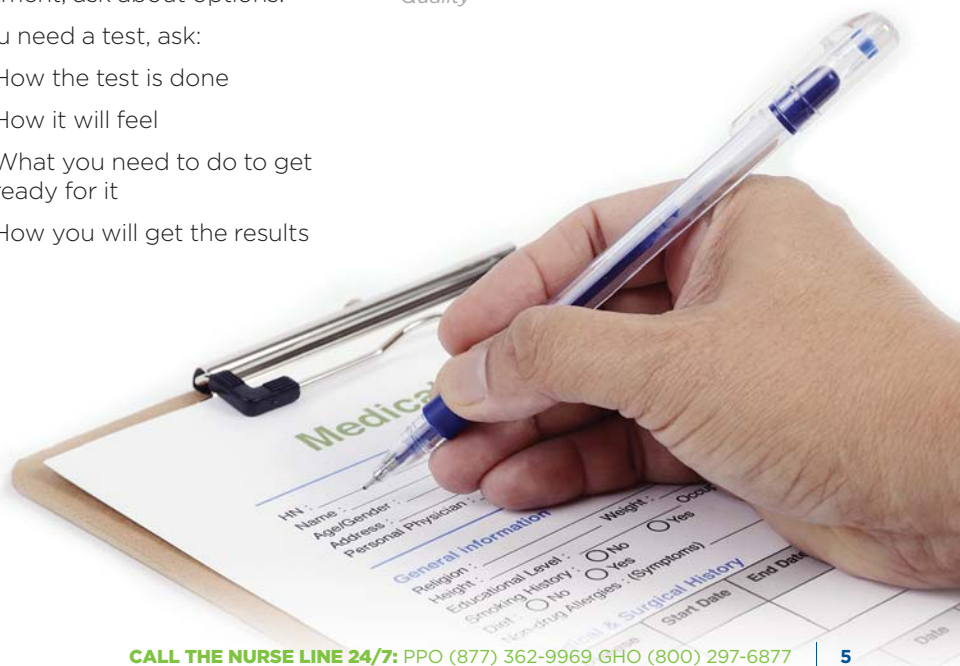 ment, ask about options.
Quality
u need a test, ask:
How the test is done
How it will feel
What you need to do to get
ready for it
How you will get the results
Medical
HN :
Name :
Age/Gender :
Address :
Personal Physician :
General information
Religion :
Height : Weight :
Educational Level :
Smoking History : No Yes
Diet : No Yes
Non-drug Allergies : (Symptoms)
& Surgical History
Start Date End Date
Date
CALL THE NURSE LINE 24/7: PPO (877) 362-9969 GHO (800) 297-6877 5